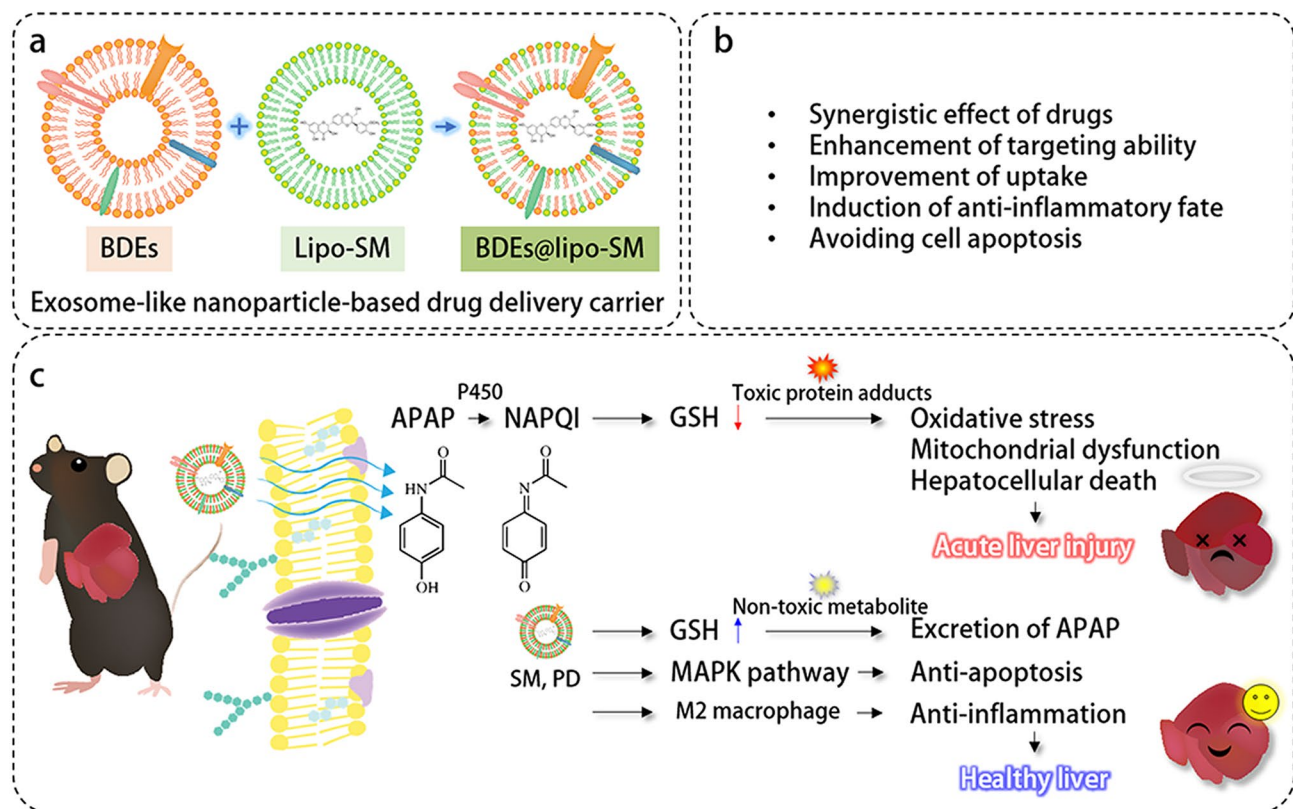 a
BDEs
Lipo-SM
BDEs@lipo-SM
Exosome-like nanoparticle-based drug delivery carrier
b
• Synergistic effect of drugs
• Enhancement of targeting ability
• Improvement of uptake
• Induction of anti-inflammatory fate
• Avoiding cell apoptosis
c
P450
APAP
NAPQI
GSH
Toxic protein adducts
Oxidative stress
Mitochondrial dysfunction
Hepatocellular death
Acute liver injury
O
HN
OH
O
N
O
SM, PD
GSH
Non-toxic metabolite
Excretion of APAP
MAPK pathway
Anti-apoptosis
M2 macrophage
Anti-inflammation
Healthy liver